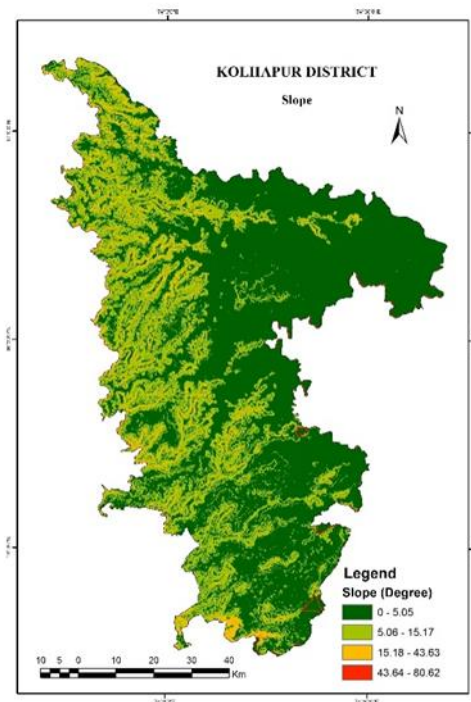 KOLHAPUR DISTRICT
Slope
N
Legend
Slope (Degree)
0 - 5.05
5.06 - 15.17
15.18 - 43.63
43.64 - 80.62
10 5 0 10 20 30 40
Km